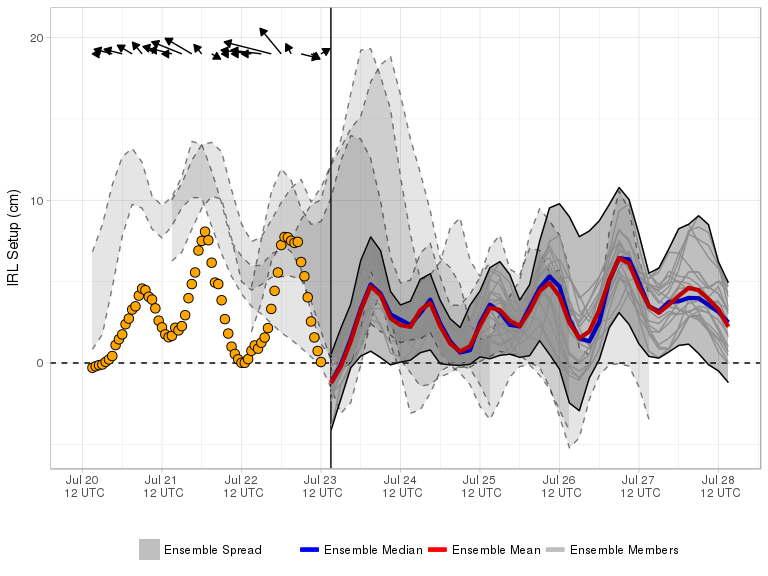 20
10
0
IRL Setup (cm)
Jul 20 Jul 21 Jul 22 Jul 23 Jul 24 Jul 25 Jul 26 Jul 27 Jul 28
12 UTC 12 UTC 12 UTC 12 UTC 12 UTC 12 UTC 12 UTC 12 UTC 12 UTC
Ensemble Spread Ensemble Median Ensemble Mean Ensemble Members